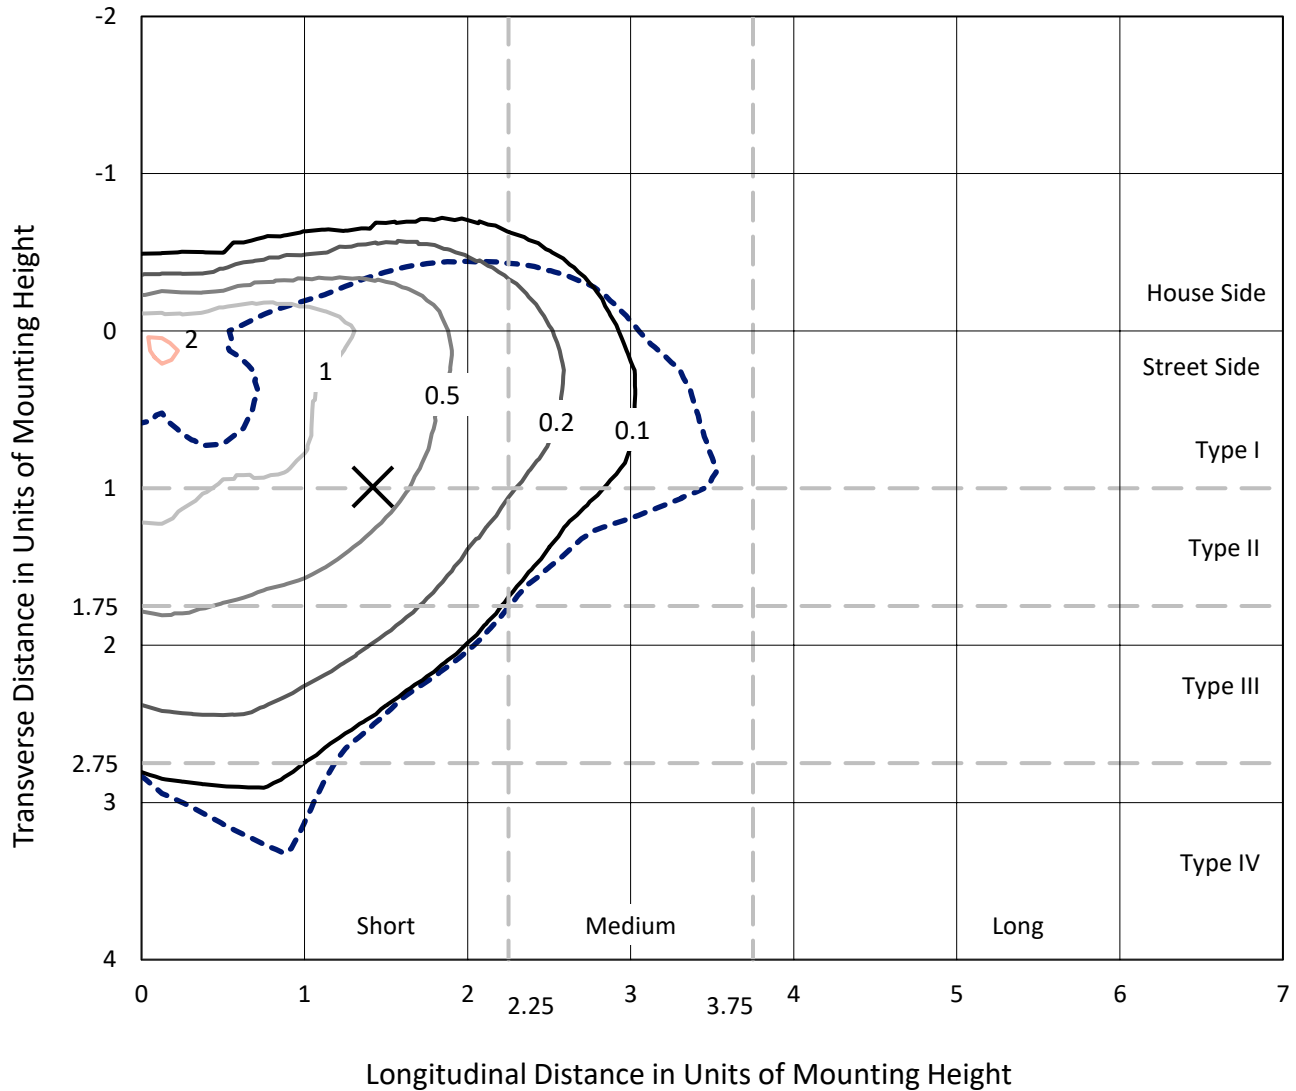 -2
-1
House Side
0
2
Street Side
1
0.5
0.2
0.1
Type I
1
Type II
1.75
2
Type III
2.75
3
Type IV
Short Medium Long
4
0 1 2 2.25 3 3.75 4 5 6 7
Longitudinal Distance in Units of Mounting Height
Transverse Distance in Units of Mounting Height